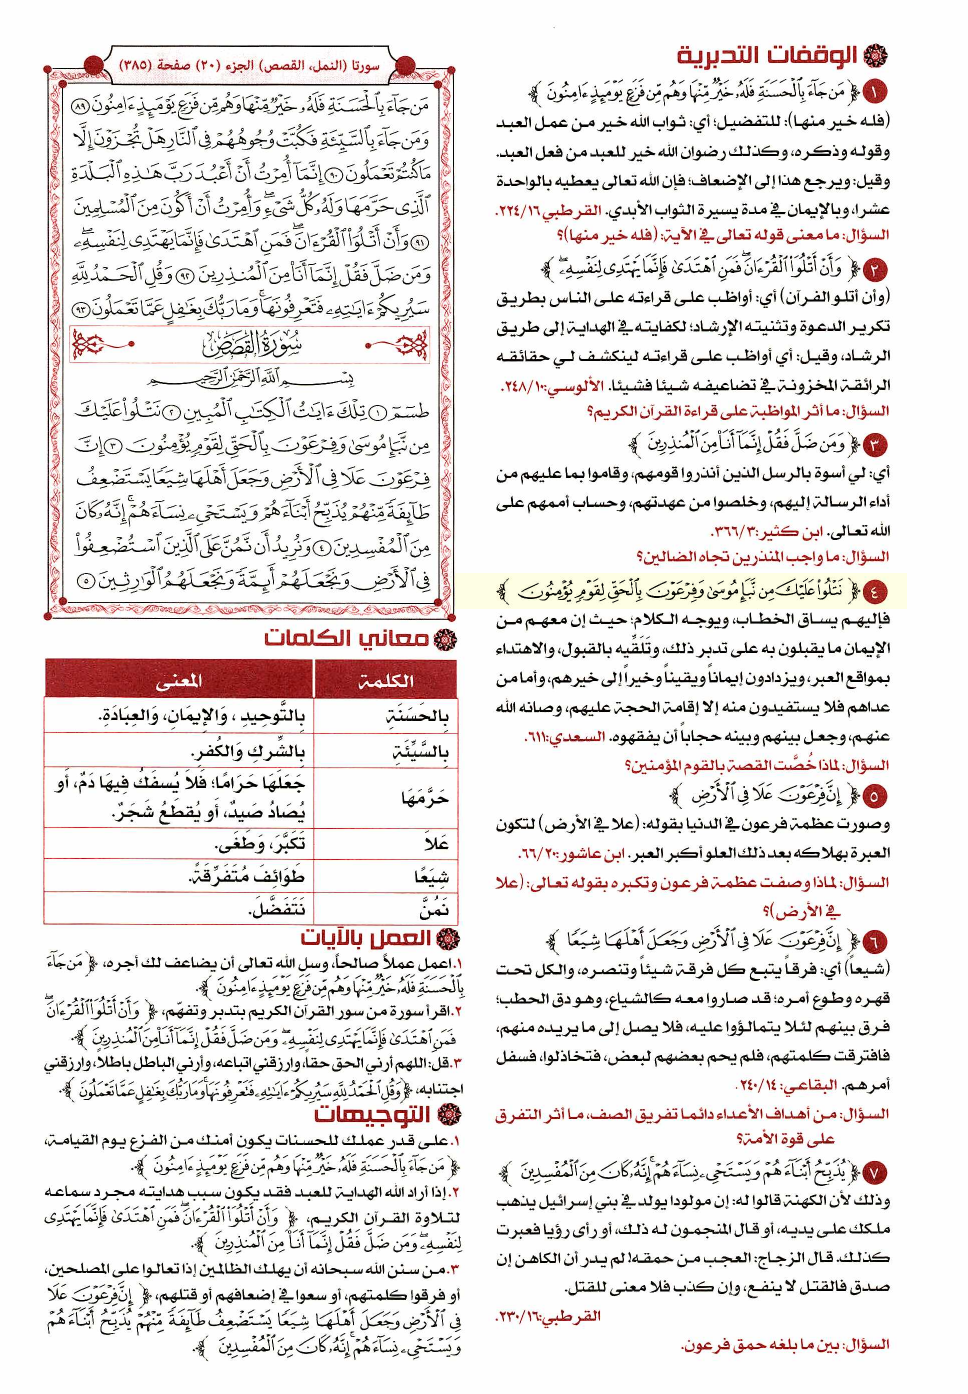 الوقفات التدبرية
١ ﴿ مَن جَآءَ بِٱلْحَسَنَةِ فَلَهُۥ خَيْرٌ مِّنْهَا وَهُم مِّن فَزَعٍ يَوْمَئِذٍ ءَامِنُونَ ﴾
(فله خير منها): للتفضيل؛ أي: ثواب الله خير من عمل العبد
وقوله وذكره، وكذلك رضوان الله خير للعبد من فعل العبد.
وقيل: ويرجع هذا إلى الإضعاف؛ فإن الله تعالى يعطيه بالواحدة
عشرا، وبالإيمان في مدة يسيرة الثواب الأبدي. القرطبي:٢٢٤/١٦.
السؤال: ما معنى قوله تعالى في الآية: (فله خير منها)؟
٢ ﴿ وَأَنْ أَتْلُوَا۟ ٱلْقُرْءَانَ ۖ فَمَنِ ٱهْتَدَىٰ فَإِنَّمَا يَهْتَدِى لِنَفْسِهِۦ ﴾
(وأن أتلو القرآن) أي: أواظب على قراءته على الناس بطريق
تكرير الدعوة وتثنيته الإرشاد؛ لكفايته في الهداية إلى طريق
الرشاد، وقيل: أي أواظب على قراءته لينكشف لي حقائقه
الرائقة المخزونة في تضاعيفه شيئا فشيئا. الألوسي:٢٤٨/١٠.
السؤال: ما أثر المواظبة على قراءة القرآن الكريم؟
٣ ﴿ وَمَن ضَلَّ فَقُلْ إِنَّمَآ أَنَا۠ مِنَ ٱلْمُنذِرِينَ ﴾
أي: لي أسوة بالرسل الذين أنذروا قومهم، وقاموا بما عليهم من
أداء الرسالة إليهم، وخلصوا من عهدتهم، وحساب أممهم على
الله تعالى. ابن كثير:٣٦٦/٣.
السؤال: ما واجب المنذرين تجاه الضالين؟
٤ ﴿ نَتْلُوا۟ عَلَيْكَ مِن نَّبَإِ مُوسَىٰ وَفِرْعَوْنَ بِٱلْحَقِّ لِقَوْمٍ يُؤْمِنُونَ ﴾
فإليهم يساق الخطاب، ويوجه الكلام؛ حيث إن معهم من
الإيمان ما يقبلون به على تدبر ذلك، وتَلَقِّيه بالقبول، والاهتداء
بمواقع العبر، ويزدادون إيماناً ويقيناً وخيراً إلى خيرهم، وأما من
عداهم فلا يستفيدون منه إلا إقامة الحجة عليهم، وصانه الله
عنهم، وجعل بينهم وبينه حجاباً أن يفقهوه. السعدي:٦١١.
السؤال: لماذا خُصَّت القصة بالقوم المؤمنين؟
٥ ﴿ إِنَّ فِرْعَوْنَ عَلَا فِى ٱلْأَرْضِ ﴾
وصورت عظمة فرعون في الدنيا بقوله: (علا في الأرض) لتكون
العبرة بهلاكه بعد ذلك العلو أكبر العبر. ابن عاشور:٦٦/٢٠.
السؤال: لماذا وصفت عظمة فرعون وتكبره بقوله تعالى: (علا
في الأرض)؟
٦ ﴿ إِنَّ فِرْعَوْنَ عَلَا فِى ٱلْأَرْضِ وَجَعَلَ أَهْلَهَا شِيَعًا ﴾
(شيعاً) أي: فرقاً يتبع كل فرقة شيئاً وتنصره، والكل تحت
قهره وطوع أمره؛ قد صاروا معه كالشياع، وهو دق الحطب؛
فرق بينهم لئلا يتمالؤوا عليه، فلا يصل إلى ما يريده منهم،
فافترقت كلمتهم، فلم يحم بعضهم لبعض، فتخاذلوا، فسفل
أمرهم. البقاعي:٢٤٠/١٤.
السؤال: من أهداف الأعداء دائما تفريق الصف، ما أثر التفرق
على قوة الأمة؟
٧ ﴿ يُذَبِّحُ أَبْنَآءَهُمْ وَيَسْتَحْىِۦ نِسَآءَهُمْ ۚ إِنَّهُۥ كَانَ مِنَ ٱلْمُفْسِدِينَ ﴾
وذلك لأن الكهنة قالوا له: إن مولودا يولد في بني إسرائيل يذهب
ملكك على يديه، أو قال المنجمون له ذلك، أو رأى رؤيا فعبرت
كذلك. قال الزجاج: العجب من حمقه! لم يدر أن الكاهن إن
صدق فالقتل لا ينفع، وإن كذب فلا معنى للقتل.
القرطبي:٢٣٠/١٦.
السؤال: بين ما بلغه حمق فرعون.
سورتا (النمل، القصص) الجزء (٢٠) صفحة (٣٨٥)
مَن جَآءَ بِٱلْحَسَنَةِ فَلَهُۥ خَيْرٌ مِّنْهَا وَهُم مِّن فَزَعٍ يَوْمَئِذٍ ءَامِنُونَ ٨٩
وَمَن جَآءَ بِٱلسَّيِّئَةِ فَكُبَّتْ وُجُوهُهُمْ فِى ٱلنَّارِ هَلْ تُجْزَوْنَ إِلَّا
مَا كُنتُمْ تَعْمَلُونَ ٩٠ إِنَّمَآ أُمِرْتُ أَنْ أَعْبُدَ رَبَّ هَٰذِهِ ٱلْبَلْدَةِ
ٱلَّذِى حَرَّمَهَا وَلَهُۥ كُلُّ شَىْءٍ ۖ وَأُمِرْتُ أَنْ أَكُونَ مِنَ ٱلْمُسْلِمِينَ
٩١ وَأَنْ أَتْلُوَا۟ ٱلْقُرْءَانَ ۖ فَمَنِ ٱهْتَدَىٰ فَإِنَّمَا يَهْتَدِى لِنَفْسِهِۦ ۖ
وَمَن ضَلَّ فَقُلْ إِنَّمَآ أَنَا۠ مِنَ ٱلْمُنذِرِينَ ٩٢ وَقُلِ ٱلْحَمْدُ لِلَّهِ
سَيُرِيكُمْ ءَايَٰتِهِۦ فَتَعْرِفُونَهَا ۚ وَمَا رَبُّكَ بِغَٰفِلٍ عَمَّا تَعْمَلُونَ ٩٣
سُورَةُ القَصَصِ
بِسْمِ ٱللَّهِ ٱلرَّحْمَٰنِ ٱلرَّحِيمِ
طسٓمٓ ١ تِلْكَ ءَايَٰتُ ٱلْكِتَٰبِ ٱلْمُبِينِ ٢ نَتْلُوا۟ عَلَيْكَ
مِن نَّبَإِ مُوسَىٰ وَفِرْعَوْنَ بِٱلْحَقِّ لِقَوْمٍ يُؤْمِنُونَ ٣ إِنَّ
فِرْعَوْنَ عَلَا فِى ٱلْأَرْضِ وَجَعَلَ أَهْلَهَا شِيَعًا يَسْتَضْعِفُ
طَآئِفَةً مِّنْهُمْ يُذَبِّحُ أَبْنَآءَهُمْ وَيَسْتَحْىِۦ نِسَآءَهُمْ ۚ إِنَّهُۥ كَانَ
مِنَ ٱلْمُفْسِدِينَ ٤ وَنُرِيدُ أَن نَّمُنَّ عَلَى ٱلَّذِينَ ٱسْتُضْعِفُوا۟
فِى ٱلْأَرْضِ وَنَجْعَلَهُمْ أَئِمَّةً وَنَجْعَلَهُمُ ٱلْوَٰرِثِينَ ٥
معاني الكلمات
الكلمة المعنى
بِالحَسَنَةِ بِالتَّوحِيدِ، وَالإِيمَانِ، وَالعِبَادَةِ.
بِالسَّيِّئَةِ بِالشِّركِ وَالكُفرِ.
حَرَّمَهَا جَعَلَهَا حَرَامًا؛ فَلَا يُسفَكُ فِيهَا دَمٌ، أَو
يُصَادُ صَيدٌ، أَو يُقطَعُ شَجَرٌ.
عَلَا تَكَبَّرَ، وَطَغَى.
شِيَعًا طَوَائِفَ مُتَفَرِّقَةً.
نَمُنَّ نَتَفَضَّلَ.
العمل بالآيات
١. اعمل عملاً صالحاً، وسل الله تعالى أن يضاعف لك أجره، ﴿ مَن جَآءَ
بِٱلْحَسَنَةِ فَلَهُۥ خَيْرٌ مِّنْهَا وَهُم مِّن فَزَعٍ يَوْمَئِذٍ ءَامِنُونَ ﴾.
٢. اقرأ سورة من سور القرآن الكريم بتدبر وتفهّم، ﴿ وَأَنْ أَتْلُوَا۟ ٱلْقُرْءَانَ ۖ
فَمَنِ ٱهْتَدَىٰ فَإِنَّمَا يَهْتَدِى لِنَفْسِهِۦ ۖ وَمَن ضَلَّ فَقُلْ إِنَّمَآ أَنَا۠ مِنَ ٱلْمُنذِرِينَ ﴾.
٣. قل: اللهم أرني الحق حقا، وارزقني اتباعه، وأرني الباطل باطلاً، وارزقني
اجتنابه، ﴿ وَقُلِ ٱلْحَمْدُ لِلَّهِ سَيُرِيكُمْ ءَايَٰتِهِۦ فَتَعْرِفُونَهَا ۚ وَمَا رَبُّكَ بِغَٰفِلٍ عَمَّا تَعْمَلُونَ ﴾.
التوجيهات
١. على قدر عملك للحسنات يكون أمنك من الفزع يوم القيامة،
﴿ مَن جَآءَ بِٱلْحَسَنَةِ فَلَهُۥ خَيْرٌ مِّنْهَا وَهُم مِّن فَزَعٍ يَوْمَئِذٍ ءَامِنُونَ ﴾.
٢. إذا أراد الله الهداية للعبد فقد يكون سبب هدايته مجرد سماعه
لتلاوة القرآن الكريم، ﴿ وَأَنْ أَتْلُوَا۟ ٱلْقُرْءَانَ ۖ فَمَنِ ٱهْتَدَىٰ فَإِنَّمَا يَهْتَدِى
لِنَفْسِهِۦ ۖ وَمَن ضَلَّ فَقُلْ إِنَّمَآ أَنَا۠ مِنَ ٱلْمُنذِرِينَ ﴾.
٣. من سنن الله سبحانه أن يهلك الظالمين إذا تعالوا على المصلحين،
أو فرقوا كلمتهم، أو سعوا في إضعافهم أو قتلهم، ﴿ إِنَّ فِرْعَوْنَ عَلَا
فِى ٱلْأَرْضِ وَجَعَلَ أَهْلَهَا شِيَعًا يَسْتَضْعِفُ طَآئِفَةً مِّنْهُمْ يُذَبِّحُ أَبْنَآءَهُمْ
وَيَسْتَحْىِۦ نِسَآءَهُمْ ۚ إِنَّهُۥ كَانَ مِنَ ٱلْمُفْسِدِينَ ﴾.